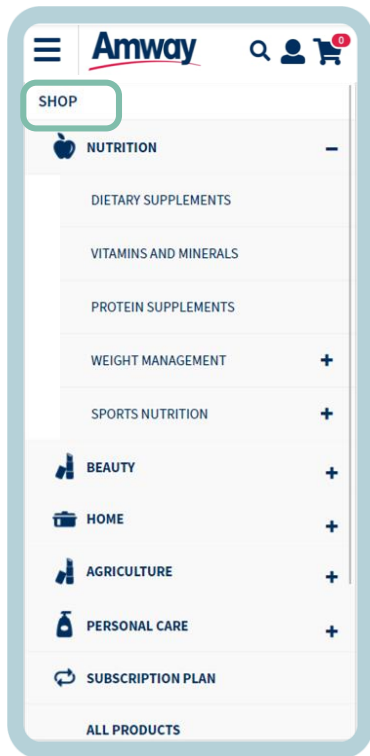 Amway
0
SHOP
NUTRITION
DIETARY SUPPLEMENTS
VITAMINS AND MINERALS
PROTEIN SUPPLEMENTS
WEIGHT MANAGEMENT +
SPORTS NUTRITION +
BEAUTY +
HOME +
AGRICULTURE +
PERSONAL CARE +
SUBSCRIPTION PLAN
ALL PRODUCTS